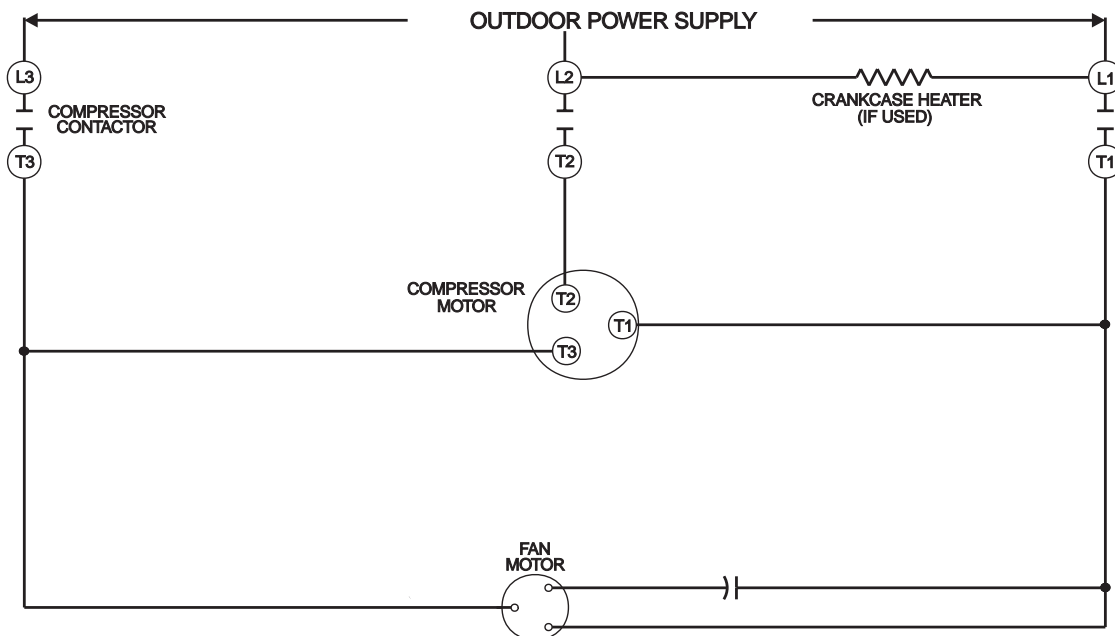 OUTDOOR POWER SUPPLY
L3
L2
L1
COMPRESSOR
CONTACTOR
CRANKCASE HEATER
(IF USED)
T3
T2
T1
COMPRESSOR
MOTOR
T2
T1
T3
FAN
MOTOR